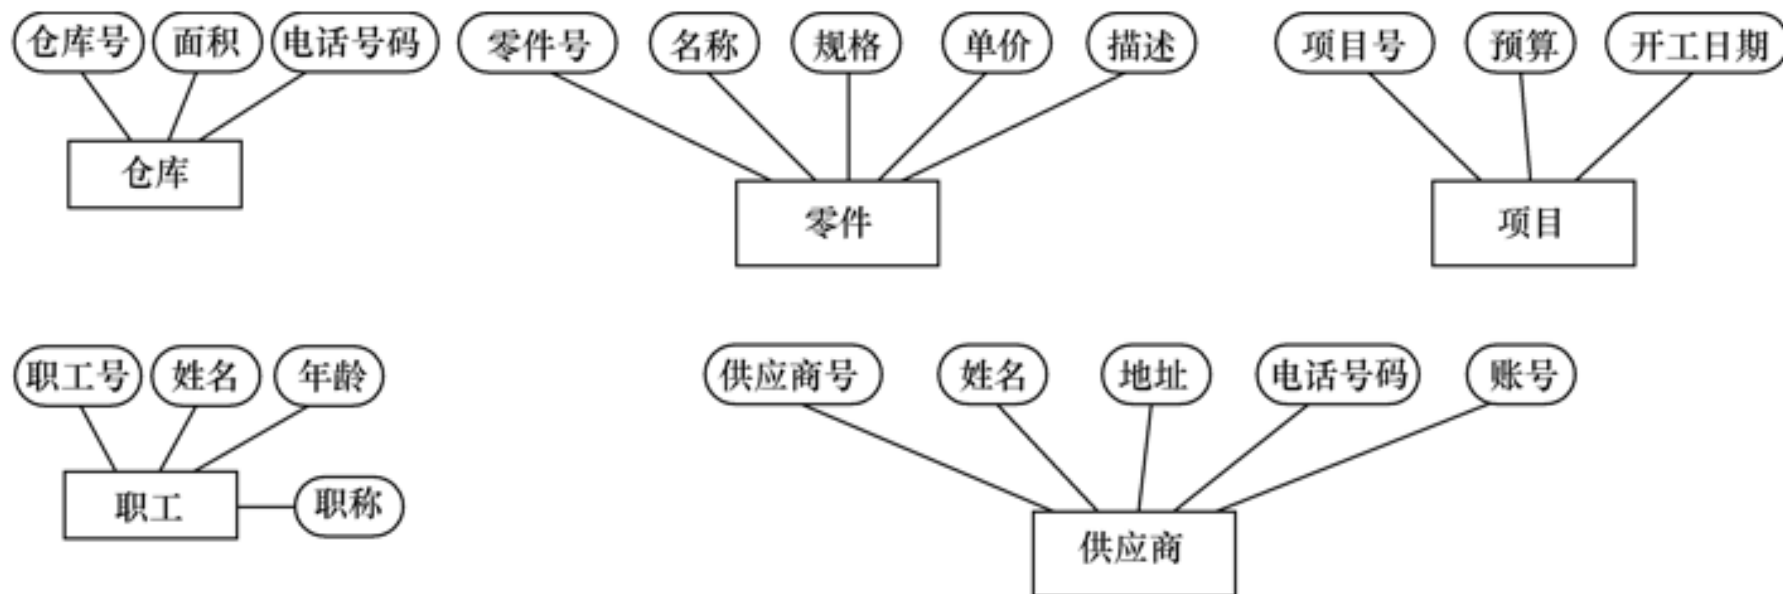 仓库号 面积 电话号码 零件号 名称 规格 单价 描述 项目号 预算 开工日期
仓库 零件 项目
职工号 姓名 年龄 供应商号 姓名 地址 电话号码 账号
职工 职称 供应商